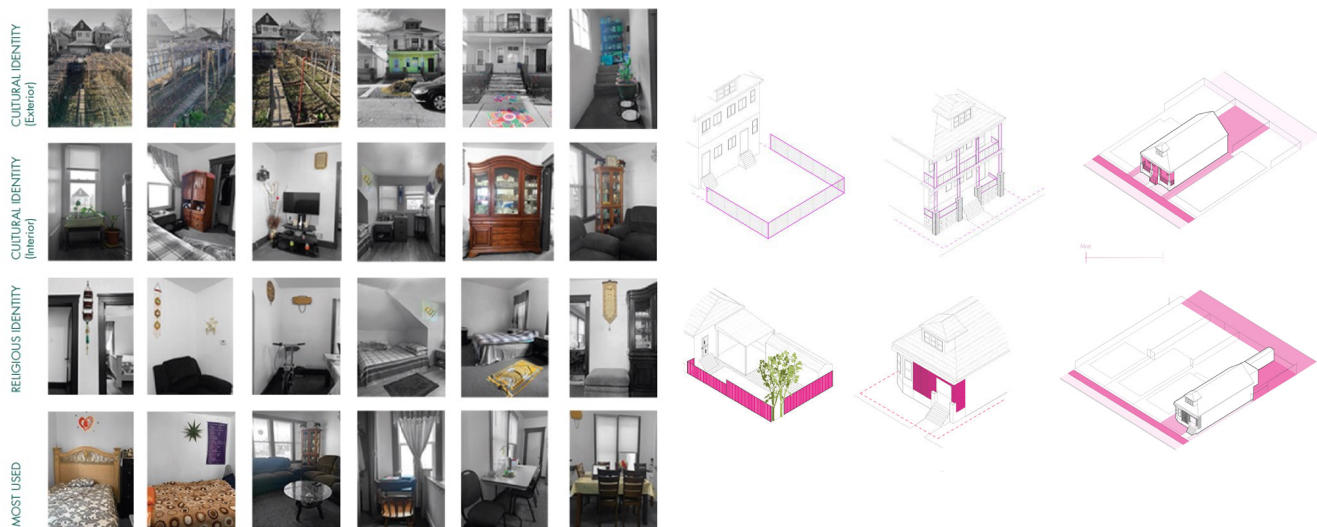 CULTURAL IDENTITY
(Exterior)
CULTURAL IDENTITY
(Interior)
RELIGIOUS IDENTITY
MOST USED